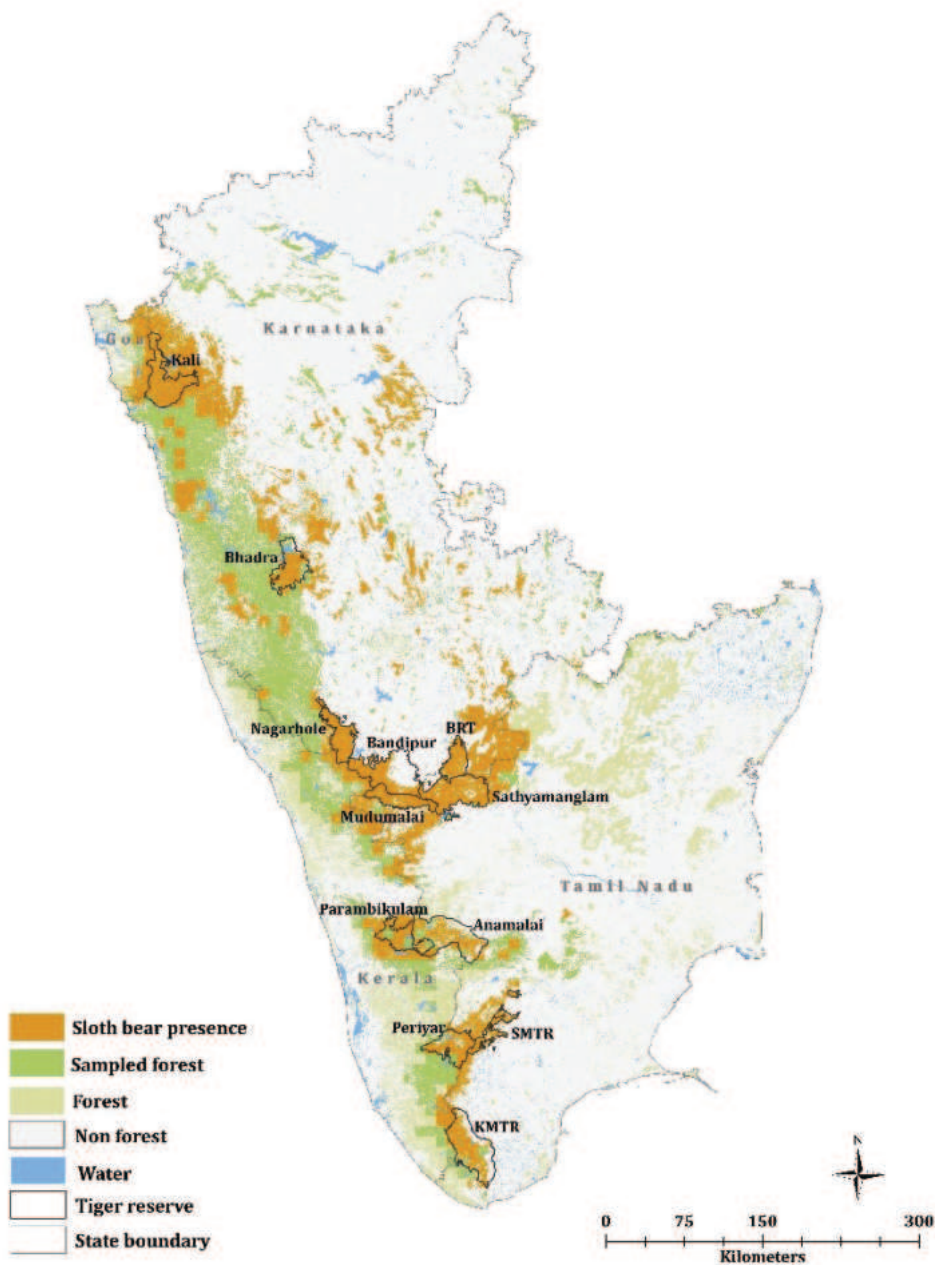 Karnataka
Goa
Kali
Bhadra
Nagarhole
Bandipur
BRT
Sathyamanglam
Mudumalai
Tamil Nadu
Parambikulam
Anamalai
Kerala
Periyar
SMTR
KMTR
Sloth bear presence
Sampled forest
Forest
Non forest
Water
Tiger reserve
State boundary
N
0 75 150 300
Kilometers